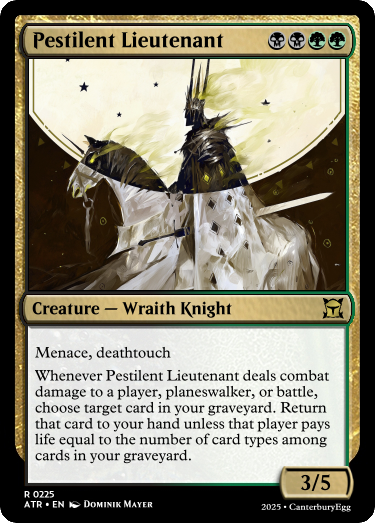 Pestilent Lieutenant
Creature — Wraith Knight
Menace, deathtouch
Whenever Pestilent Lieutenant deals combat
damage to a player, planeswalker, or battle,
choose target card in your graveyard. Return
that card to your hand unless that player pays
life equal to the number of card types among
cards in your graveyard.
3/5
R 0225
ATR • EN Dominik Mayer
2025 • CanterburyEgg